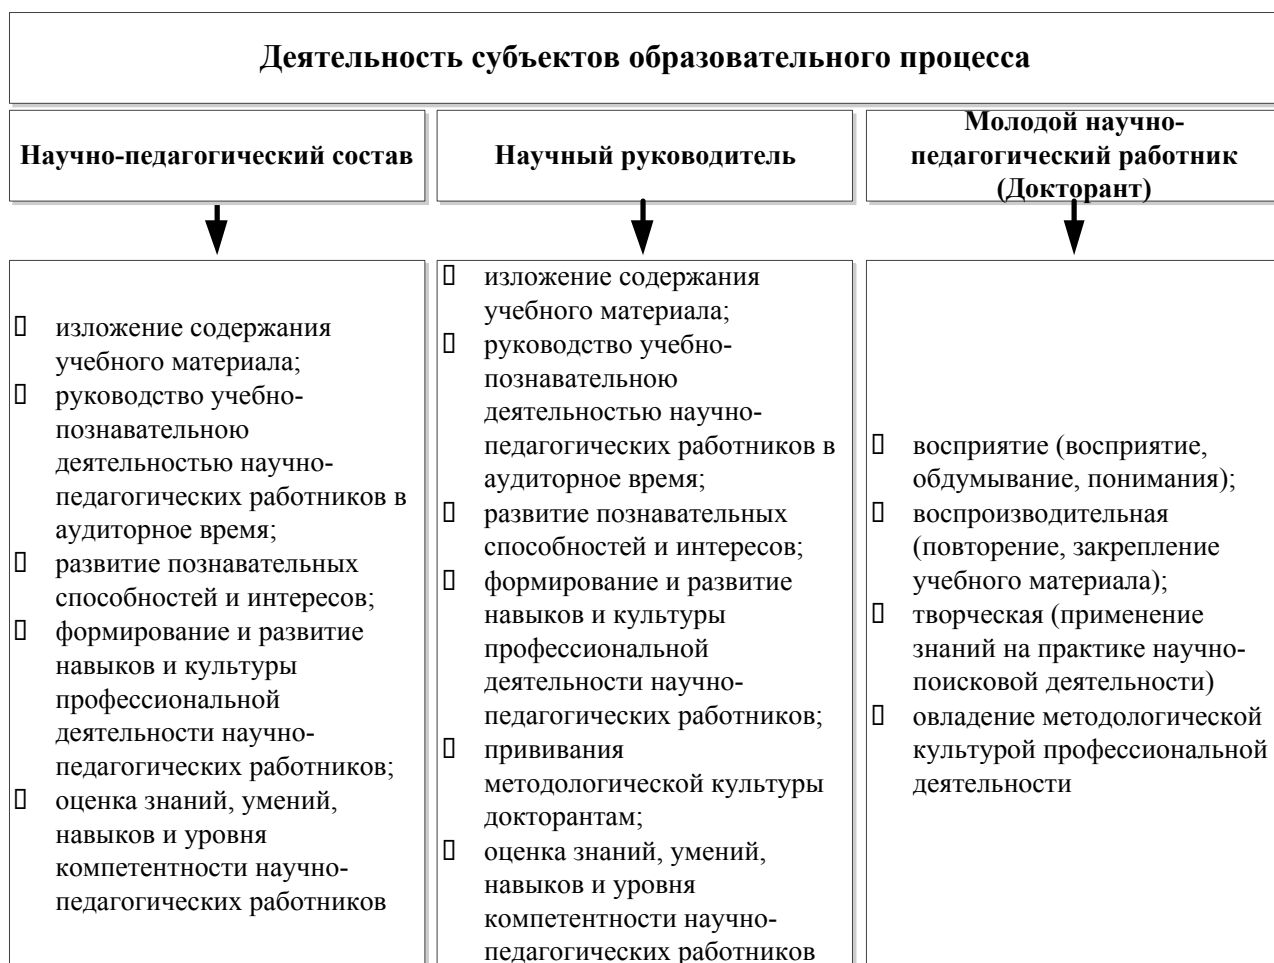 Деятельность субъектов образовательного процесса
Научно-педагогический состав
Научный руководитель
Молодой научно-
педагогический работник
(Докторант)
изложение содержания
учебного материала;
руководство учебно-
познавательною
деятельностью научно-
педагогических работников в
аудиторное время;
развитие познавательных
способностей и интересов;
формирование и развитие
навыков и культуры
профессиональной
деятельности научно-
педагогических работников;
оценка знаний, умений,
навыков и уровня
компетентности научно-
педагогических работников
изложение содержания
учебного материала;
руководство учебно-
познавательною
деятельностью научно-
педагогических работников в
аудиторное время;
развитие познавательных
способностей и интересов;
формирование и развитие
навыков и культуры
профессиональной
деятельности научно-
педагогических работников;
прививания
методологической культуры
докторантам;
оценка знаний, умений,
навыков и уровня
компетентности научно-
педагогических работников
восприятие (восприятие,
обдумывание, понимания);
воспроизводительная
(повторение, закрепление
учебного материала);
творческая (применение
знаний на практике научно-
поисковой деятельности)
овладение методологической
культурой профессиональной
деятельности